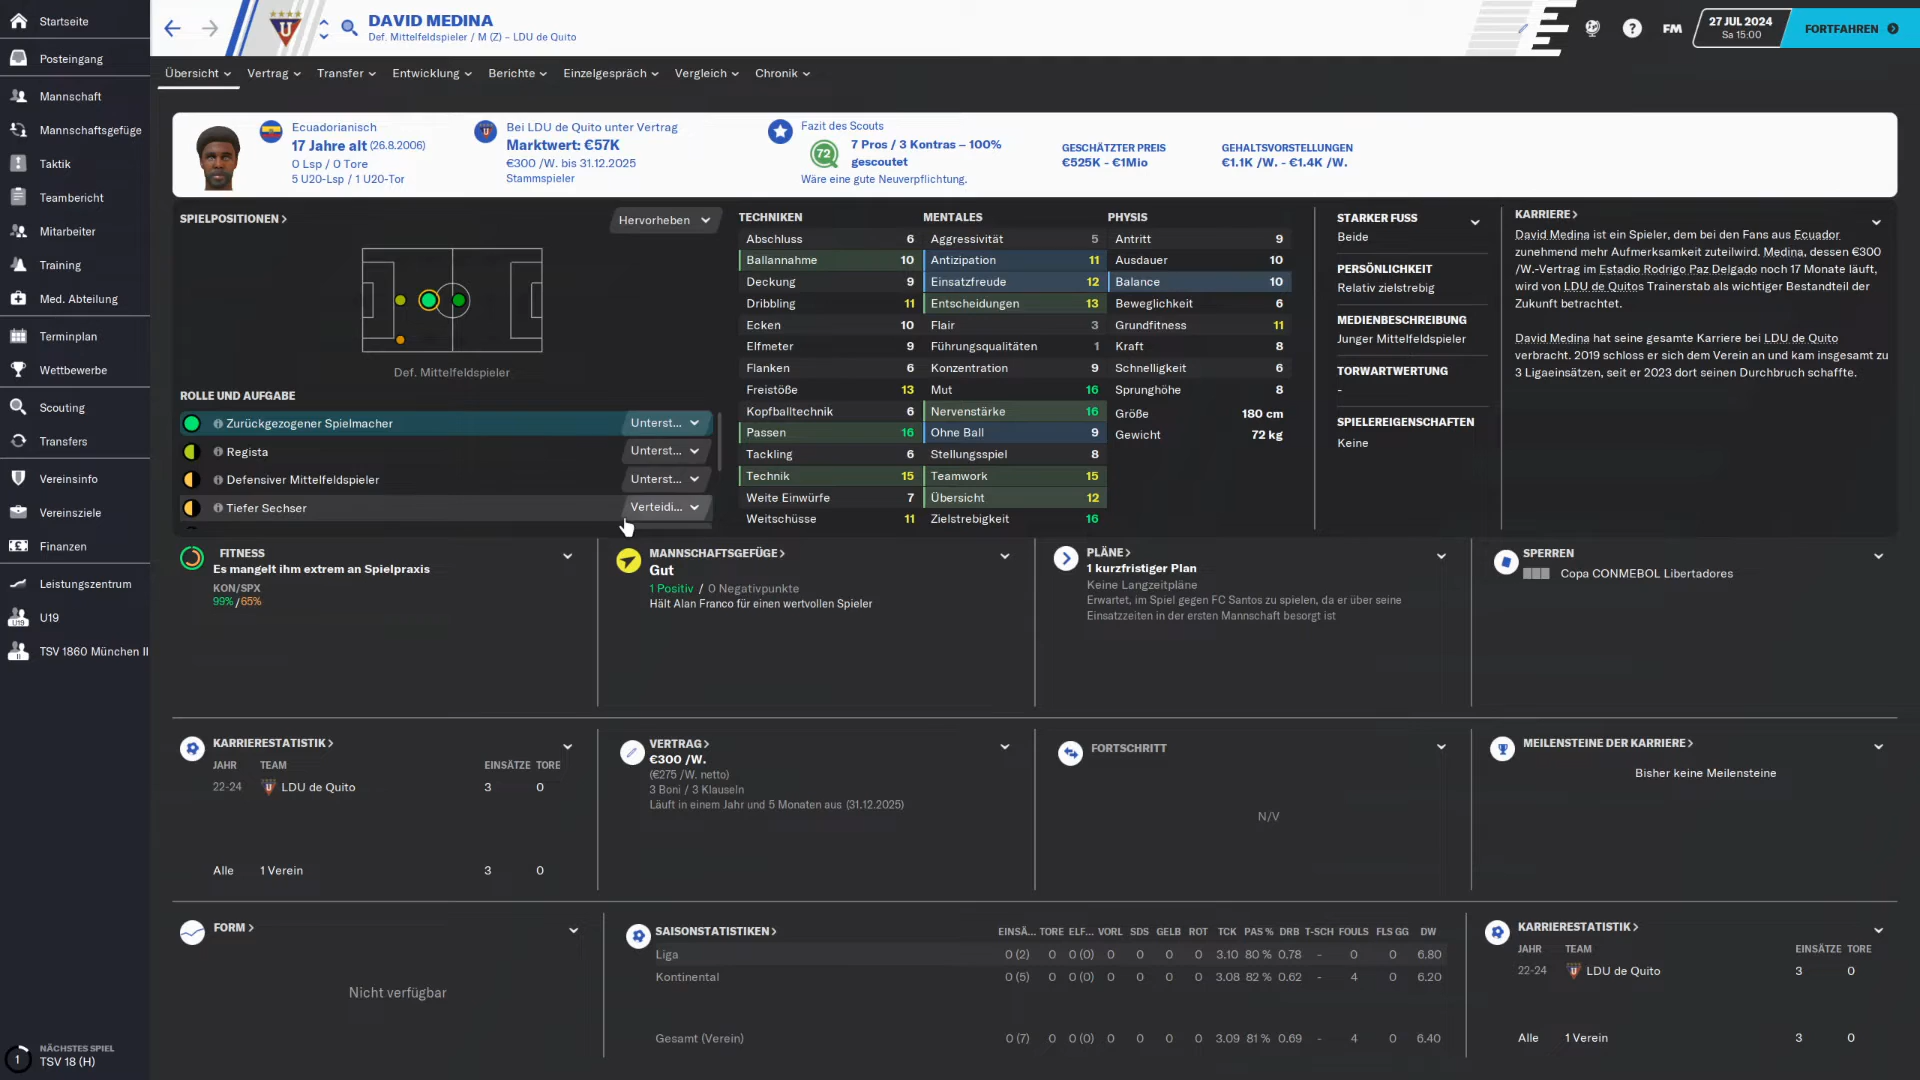 Startseite
Posteingang
Mannschaft
Mannschaftsgefüge
Taktik
Teambericht
Mitarbeiter
Training
Med. Abteilung
Terminplan
Wettbewerbe
Scouting
Transfers
Vereinsinfo
Vereinsziele
Finanzen
Leistungszentrum
U19
TSV 1860 München II
1
NÄCHSTES SPIEL
TSV 18 (H)
DAVID MEDINA
Def. Mittelfeldspieler / M (Z) – LDU de Quito
FM
27 JUL 2024
Sa 15:00
FORTFAHREN
Übersicht Vertrag Transfer Entwicklung Berichte Einzelgespräch Vergleich Chronik
Ecuadorianisch
17 Jahre alt (26.8.2006)
0 Lsp / 0 Tore
5 U20-Lsp / 1 U20-Tor
Bei LDU de Quito unter Vertrag
Marktwert: €57K
€300 /W. bis 31.12.2025
Stammspieler
Fazit des Scouts
72
7 Pros / 3 Kontras – 100%
gescoutet
Wäre eine gute Neuverpflichtung.
GESCHÄTZTER PREIS
€525K - €1Mio
GEHALTSVORSTELLUNGEN
€1.1K /W. - €1.4K /W.
SPIELPOSITIONEN
Hervorheben
Def. Mittelfeldspieler
ROLLE UND AUFGABE
Zurückgezogener Spielmacher Unterst...
Regista Unterst...
Defensiver Mittelfeldspieler Unterst...
Tiefer Sechser Verteidi...
TECHNIKEN
Abschluss 6
Ballannahme 10
Deckung 9
Dribbling 11
Ecken 10
Elfmeter 9
Flanken 6
Freistöße 13
Kopfballtechnik 6
Passen 16
Tackling 6
Technik 15
Weite Einwürfe 7
Weitschüsse 11
MENTALES
Aggressivität 5
Antizipation 11
Einsatzfreude 12
Entscheidungen 13
Flair 3
Führungsqualitäten 1
Konzentration 9
Mut 16
Nervenstärke 16
Ohne Ball 9
Stellungsspiel 8
Teamwork 15
Übersicht 12
Zielstrebigkeit 16
PHYSIS
Antritt 9
Ausdauer 10
Balance 10
Beweglichkeit 6
Grundfitness 11
Kraft 8
Schnelligkeit 6
Sprunghöhe 8
Größe 180 cm
Gewicht 72 kg
STARKER FUSS
Beide
PERSÖNLICHKEIT
Relativ zielstrebig
MEDIENBESCHREIBUNG
Junger Mittelfeldspieler
TORWARTWERTUNG
-
SPIELEREIGENSCHAFTEN
Keine
KARRIERE
David Medina ist ein Spieler, dem bei den Fans aus Ecuador
zunehmend mehr Aufmerksamkeit zuteilwird. Medina, dessen €300
/W.-Vertrag im Estadio Rodrigo Paz Delgado noch 17 Monate läuft,
wird von LDU de Quitos Trainerstab als wichtiger Bestandteil der
Zukunft betrachtet.
David Medina hat seine gesamte Karriere bei LDU de Quito
verbracht. 2019 schloss er sich dem Verein an und kam insgesamt zu
3 Ligaeinsätzen, seit er 2023 dort seinen Durchbruch schaffte.
FITNESS
Es mangelt ihm extrem an Spielpraxis
KON/SPX
99% / 65%
MANNSCHAFTSGEFÜGE
Gut
1 Positiv / 0 Negativpunkte
Hält Alan Franco für einen wertvollen Spieler
PLÄNE
1 kurzfristiger Plan
Keine Langzeitpläne
Erwartet, im Spiel gegen FC Santos zu spielen, da er über seine
Einsatzzeiten in der ersten Mannschaft besorgt ist
SPERREN
Copa CONMEBOL Libertadores
KARRIERESTATISTIK
JAHR TEAM EINSÄTZE TORE
22-24 LDU de Quito 3 0
Alle 1 Verein 3 0
VERTRAG
€300 /W.
(€275 /W. netto)
3 Boni / 3 Klauseln
Läuft in einem Jahr und 5 Monaten aus (31.12.2025)
FORTSCHRITT
N/V
MEILENSTEINE DER KARRIERE
Bisher keine Meilensteine
FORM
Nicht verfügbar
SAISONSTATISTIKEN EINSÄ... TORE ELF... VORL SDS GELB ROT TCK PAS % DRB T-SCH FOULS FLS GG DW
Liga 0 (2) 0 0 (0) 0 0 0 0 3.10 80 % 0.78 - 0 0 6.80
Kontinental 0 (5) 0 0 (0) 0 0 0 0 3.08 82 % 0.62 - 4 0 6.20
Gesamt (Verein) 0 (7) 0 0 (0) 0 0 0 0 3.09 81 % 0.69 - 4 0 6.40
KARRIERESTATISTIK
JAHR TEAM EINSÄTZE TORE
22-24 LDU de Quito 3 0
Alle 1 Verein 3 0